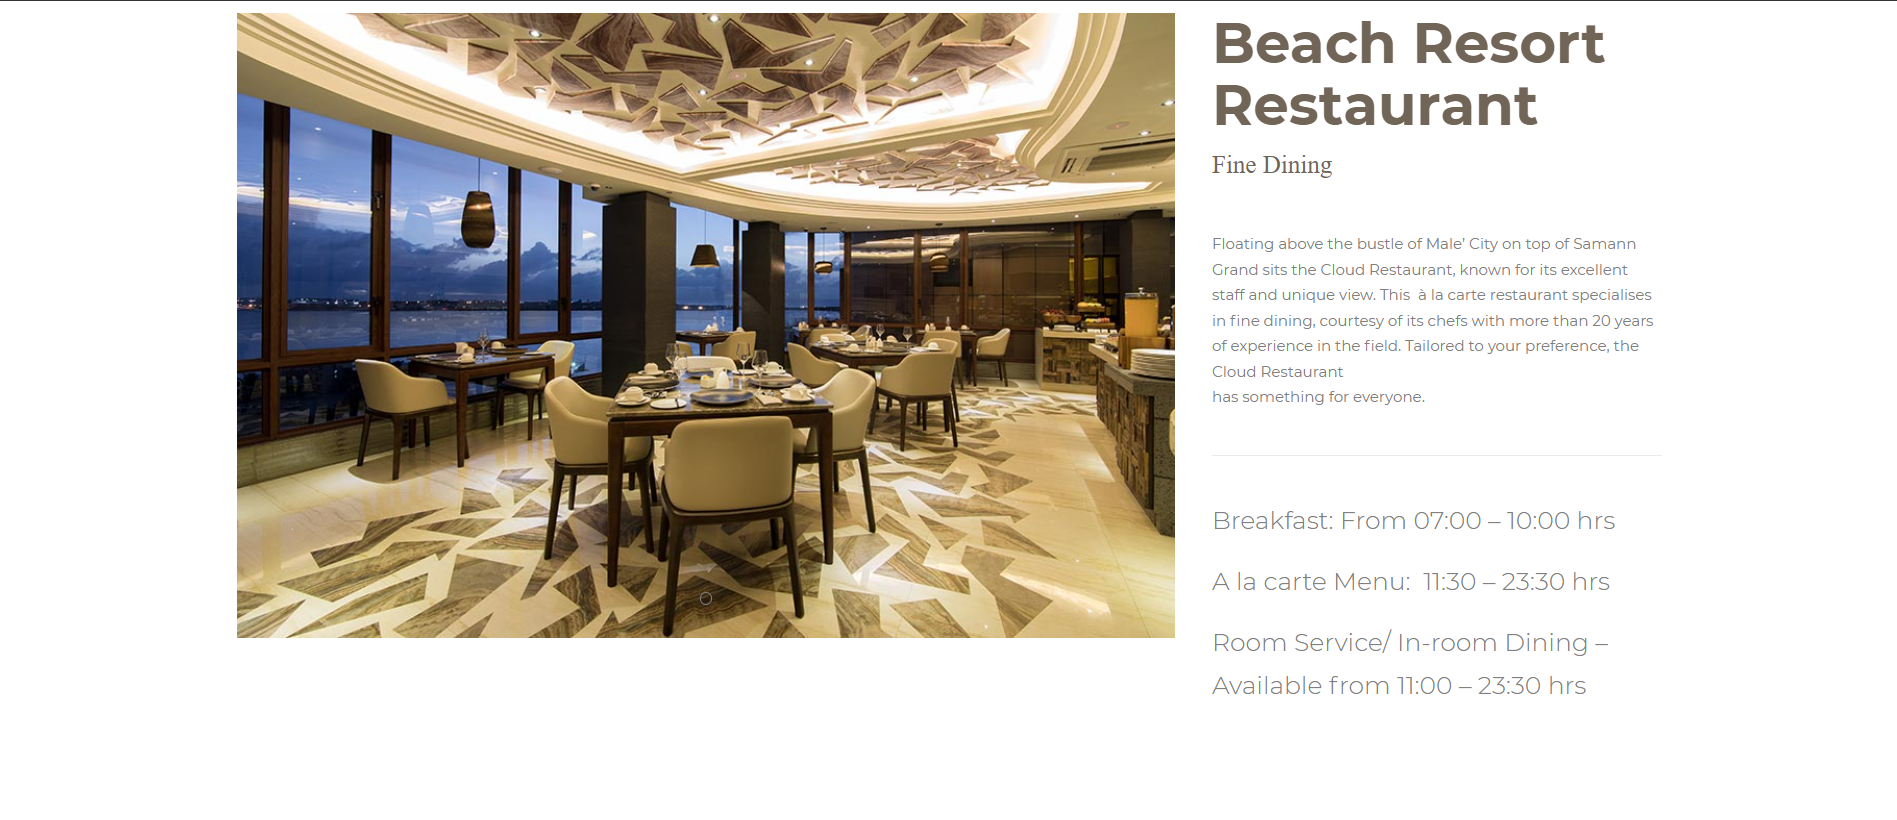 Beach Resort
Restaurant
Fine Dining
Floating above the bustle of Male’ City on top of Samann
Grand sits the Cloud Restaurant, known for its excellent
staff and unique view. This  à la carte restaurant specialises
in fine dining, courtesy of its chefs with more than 20 years
of experience in the field. Tailored to your preference, the
Cloud Restaurant
has something for everyone.
Breakfast: From 07:00 – 10:00 hrs
A la carte Menu:  11:30 – 23:30 hrs
Room Service/ In-room Dining –
Available from 11:00 – 23:30 hrs